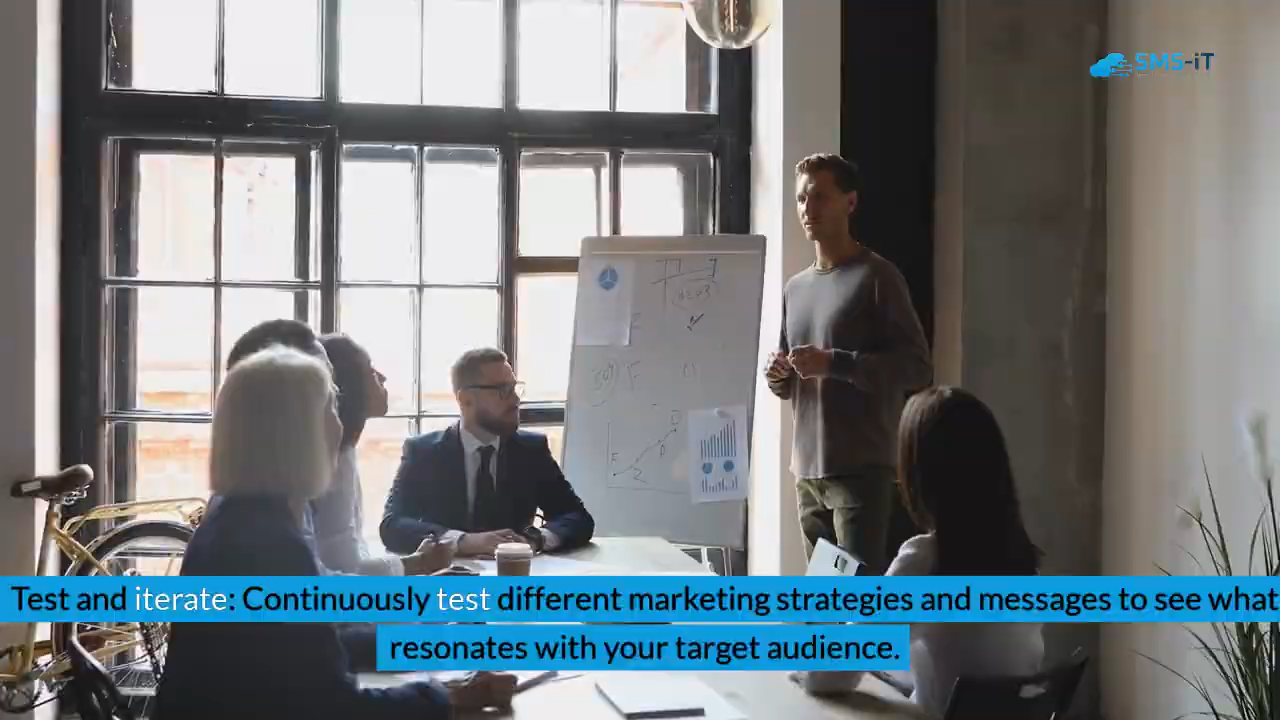 SMS-iT
Test and iterate: Continuously test different marketing strategies and messages to see what
resonates with your target audience.